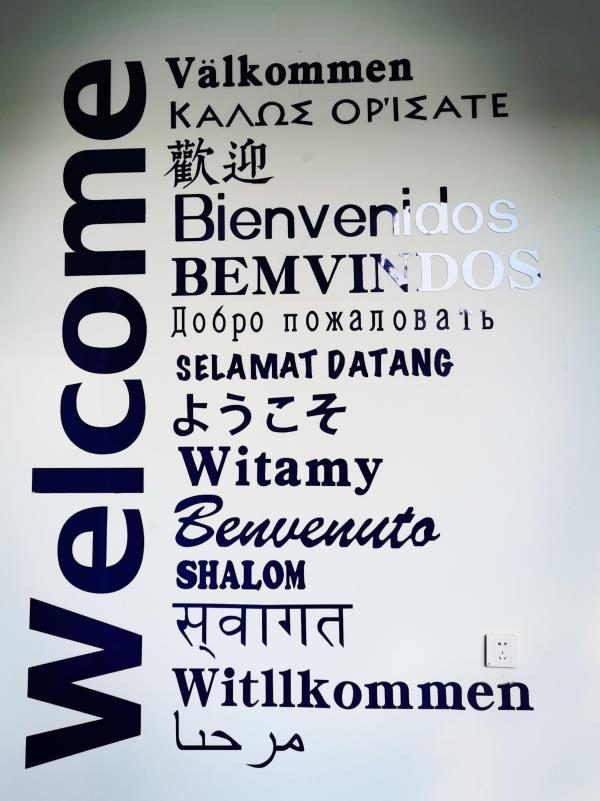 Welcome
Välkommen
ΚΑΛΩΣ ΟΡΊΣΑΤΕ
歡迎
Bienvenidos
BEMVINDOS
Добро пожаловать
SELAMAT DATANG
ようこそ
Witamy
Benvenuto
SHALOM
स्वागत
Witllkommen
مرحبا